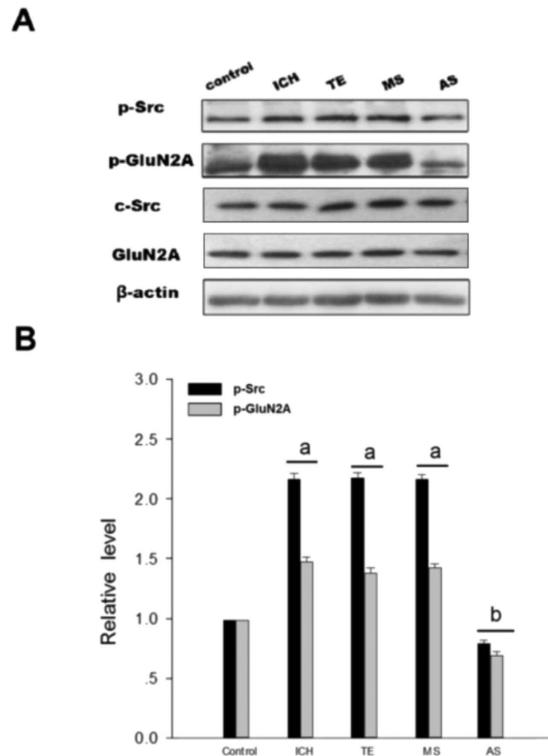 A
control ICH TE MS AS
p-Src
p-GluN2A
c-Src
GluN2A
β-actin
B
3.0
2.5
2.0
1.5
1.0
.5
0.0
Relative level
p-Src
p-GluN2A
a a a b
Control ICH TE MS AS